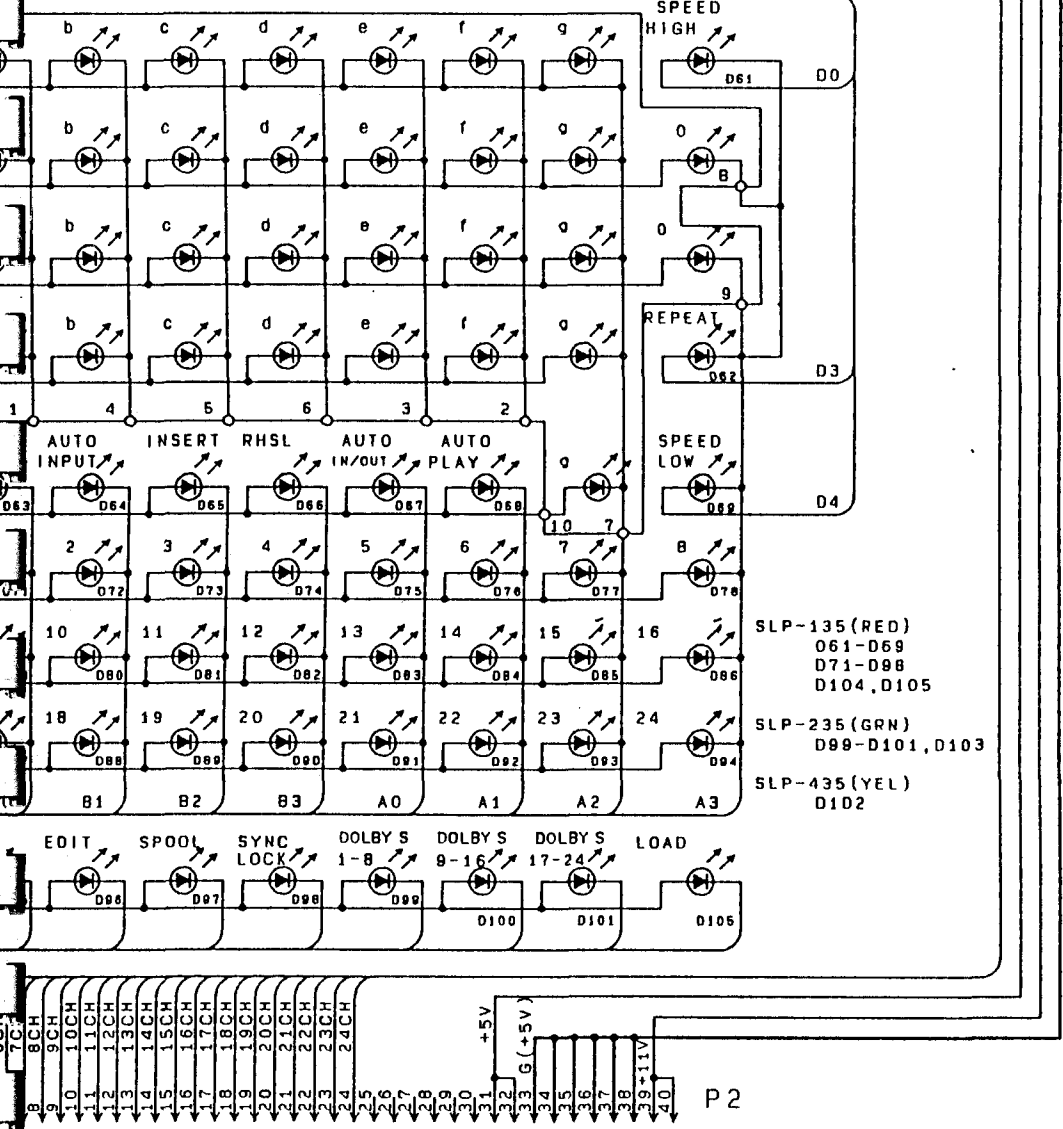 SPEED
HIGH
b c d e f g
D61
D0
b c d e f g 0
8
b c d e f g 0
9
b c d e f g
REPEAT
D62
D3
1 4 5 6 3 2
AUTO INPUT
INSERT
RHSL
AUTO IN/OUT
AUTO PLAY
g
SPEED LOW
D63 D64 D65 D66 D67 D68 D69
D4
10 7
2 3 4 5 6 7 8
D72 D73 D74 D75 D76 D77 D78
10 11 12 13 14 15 16
D80 D81 D82 D83 D84 D85 D86
SLP-135(RED)
D61-D69
D71-D98
D104,D105
18 19 20 21 22 23 24
D88 D89 D90 D91 D92 D93 D94
SLP-235(GRN)
D99-D101,D103
SLP-435(YEL)
D102
B1 B2 B3 A0 A1 A2 A3
EDIT
SPOOL
SYNC LOCK
DOLBY S 1-8
DOLBY S 9-16
DOLBY S 17-24
LOAD
D96 D97 D98 D99 D100 D101 D105
7C 8CH 9CH 10CH 11CH 12CH 13CH 14CH 15CH 16CH 17CH 18CH 19CH 20CH 21CH 22CH 23CH 24CH
+5V
G(+5V)
+11V
8 9 10 11 12 13 14 15 16 17 18 19 20 21 22 23 24 25 26 27 28 29 30 31 32 33 34 35 36 37 38 39 40
P2